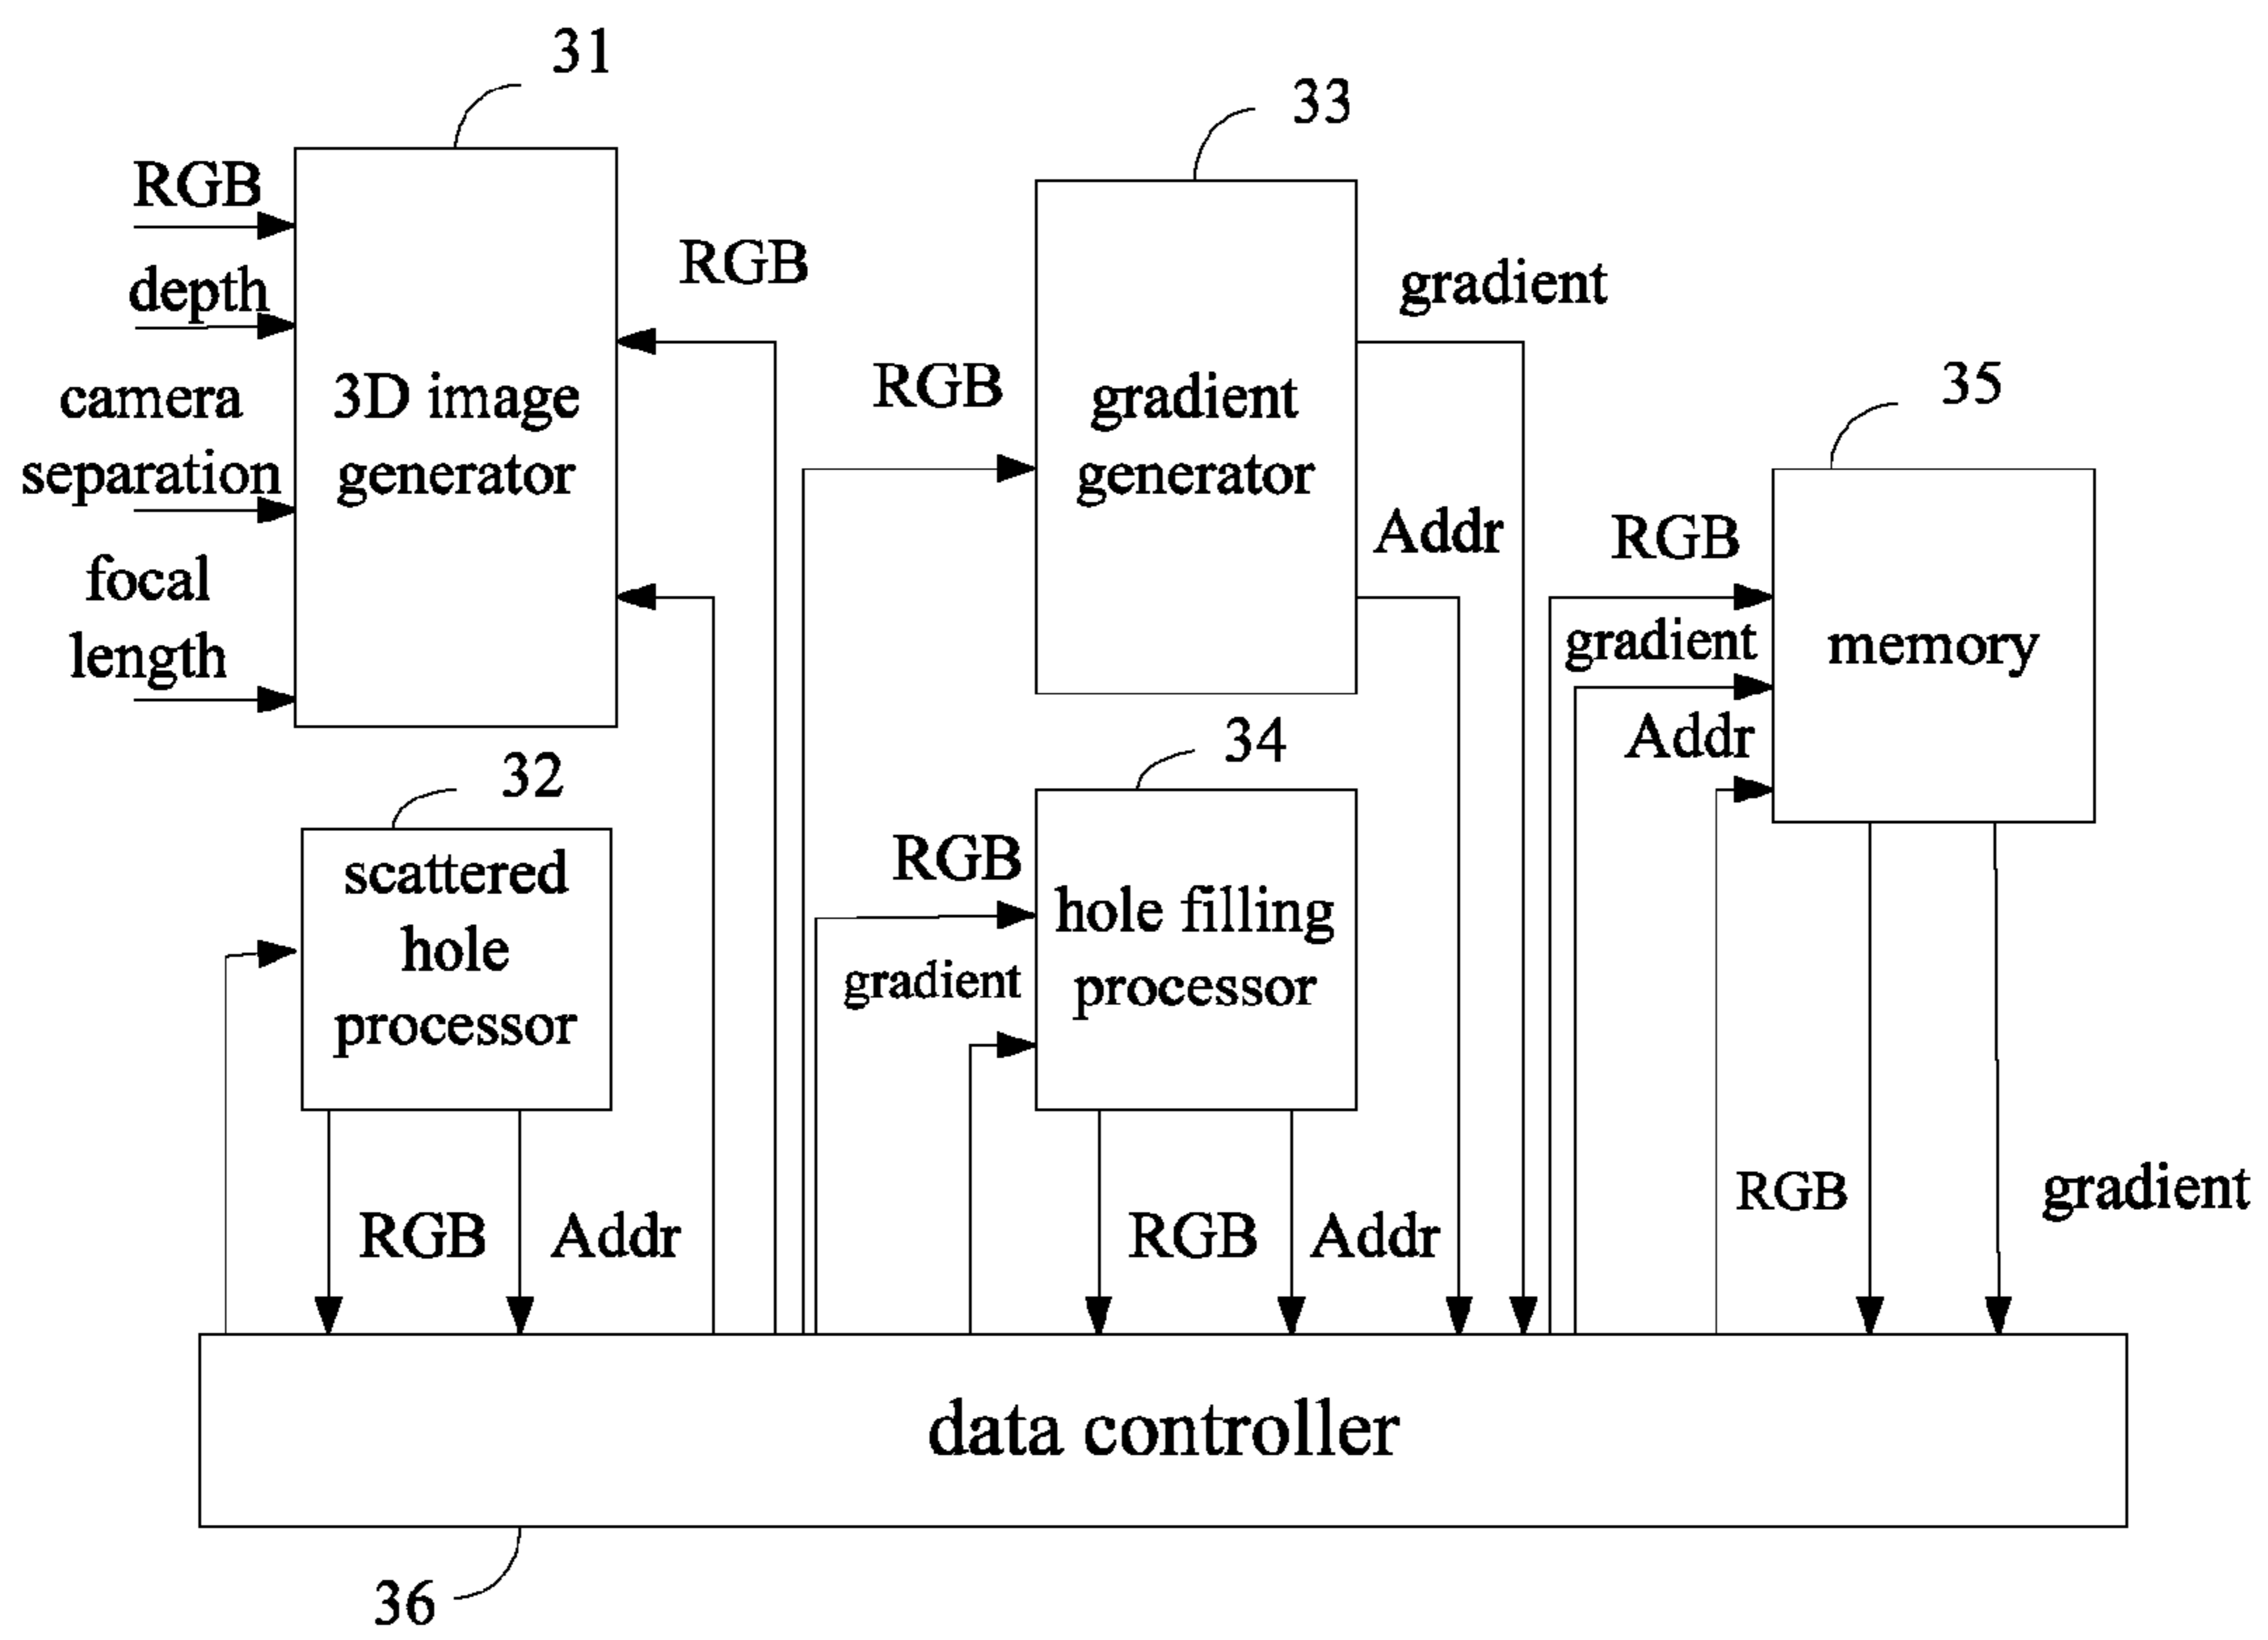 31
33
RGB
depth
camera
separation
focal
length
3D image
generator
RGB
RGB
gradient
generator
gradient
Addr
35
RGB
gradient
Addr
memory
32
scattered
hole
processor
34
RGB
gradient
hole filling
processor
RGB
Addr
RGB
Addr
RGB
gradient
data controller
36